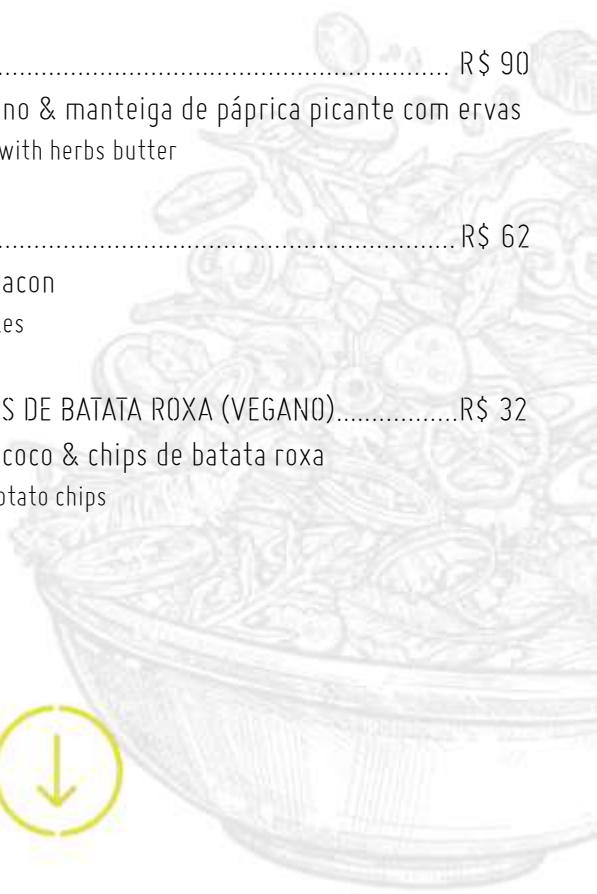 .................................................................... R$ 90
no & manteiga de páprica picante com ervas
with herbs butter
.....................................................................R$ 62
acon
es
S DE BATATA ROXA (VEGANO).................R$ 32
coco & chips de batata roxa
otato chips